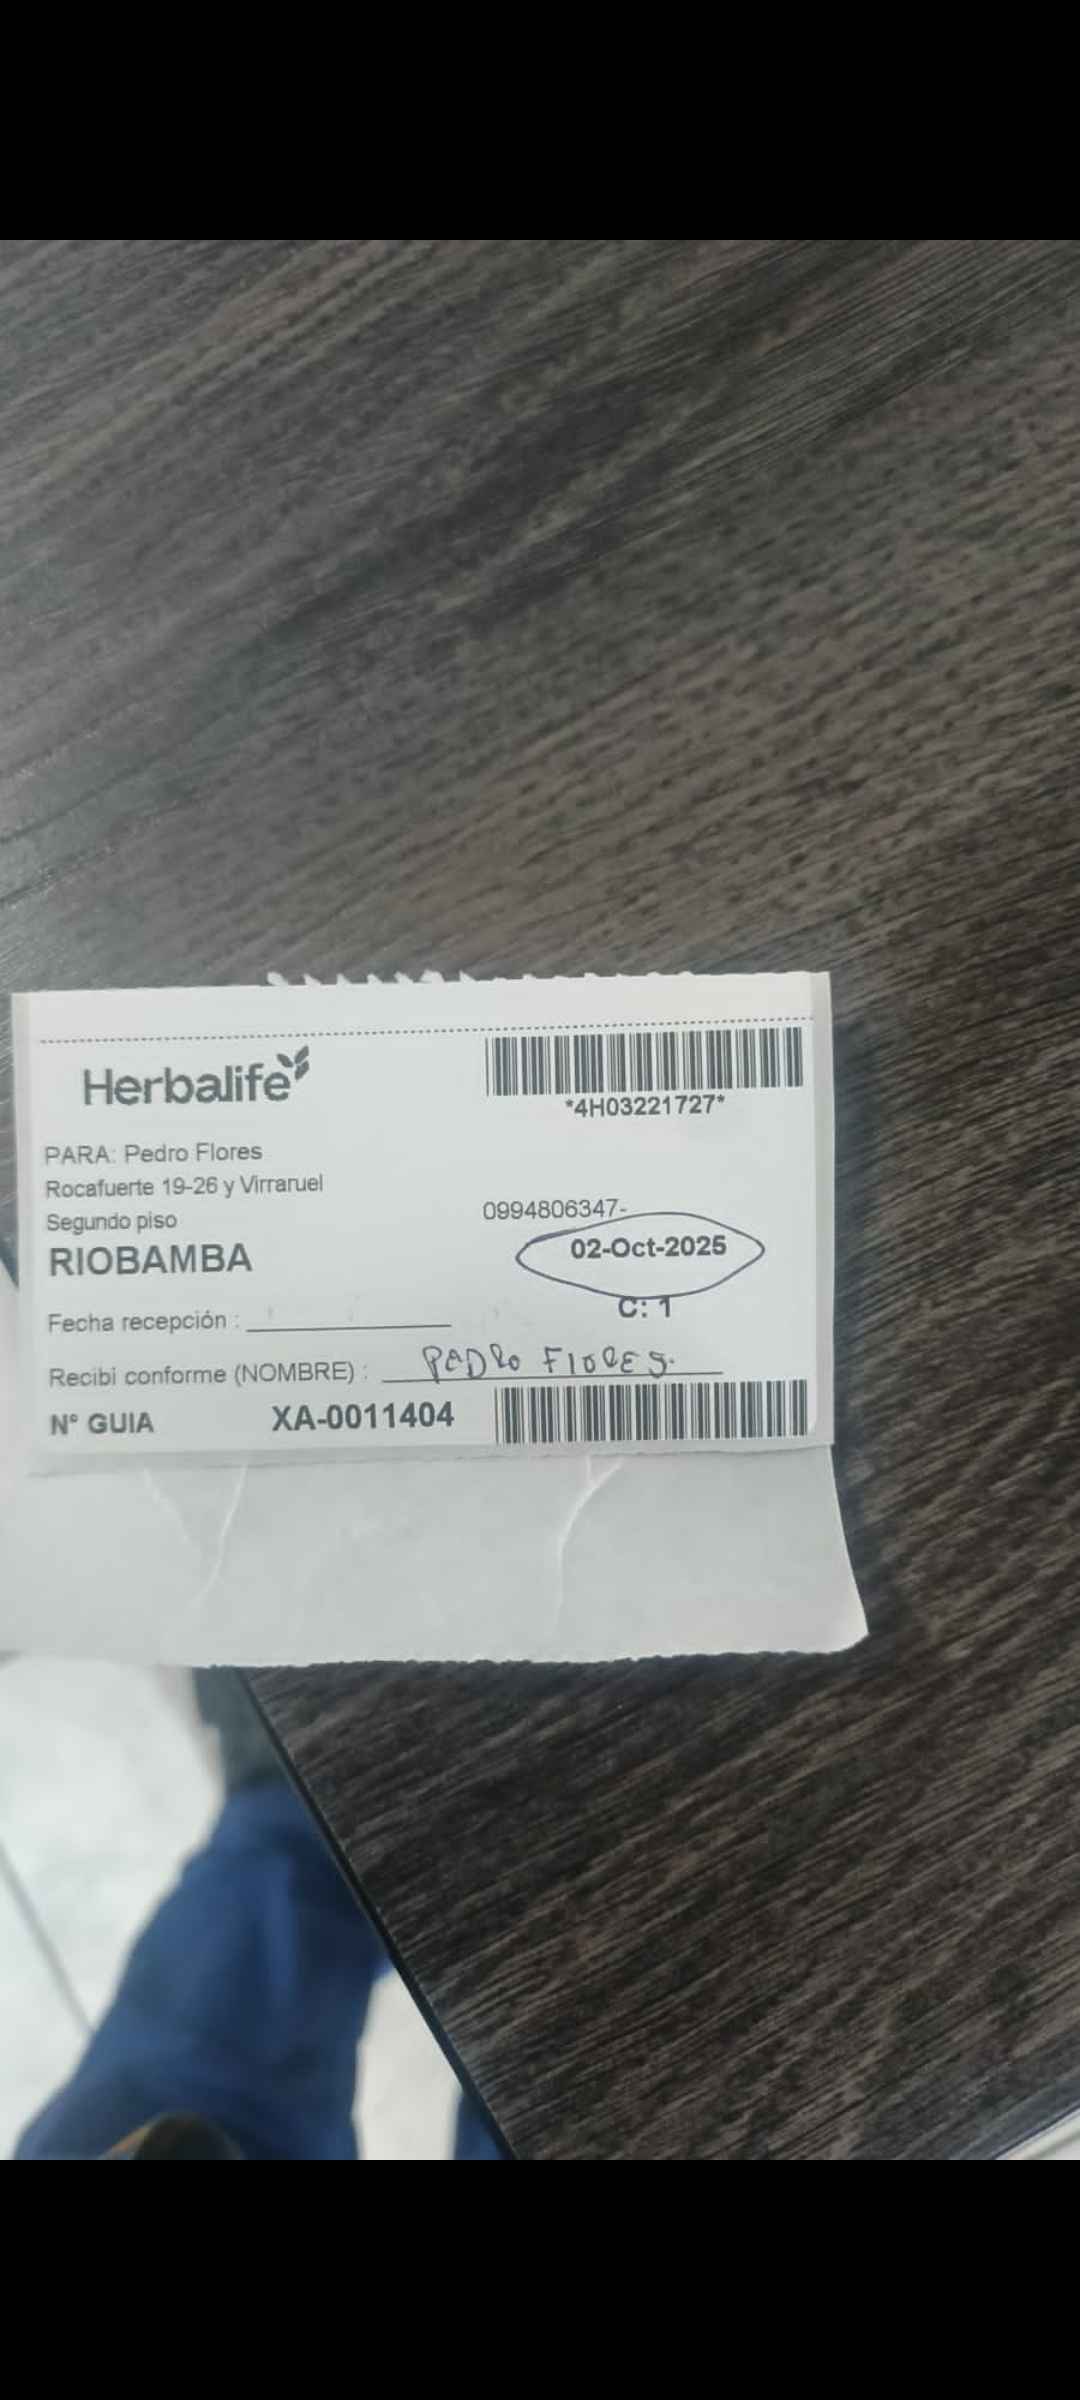 Herbalife
*4H03221727*
PARA: Pedro Flores
Rocafuerte 19-26 y Virraruel
Segundo piso
0994806347-
RIOBAMBA
02-Oct-2025
C: 1
Fecha recepción :
Recibi conforme (NOMBRE) : PEDRO FlOREs.
N° GUIA XA-0011404